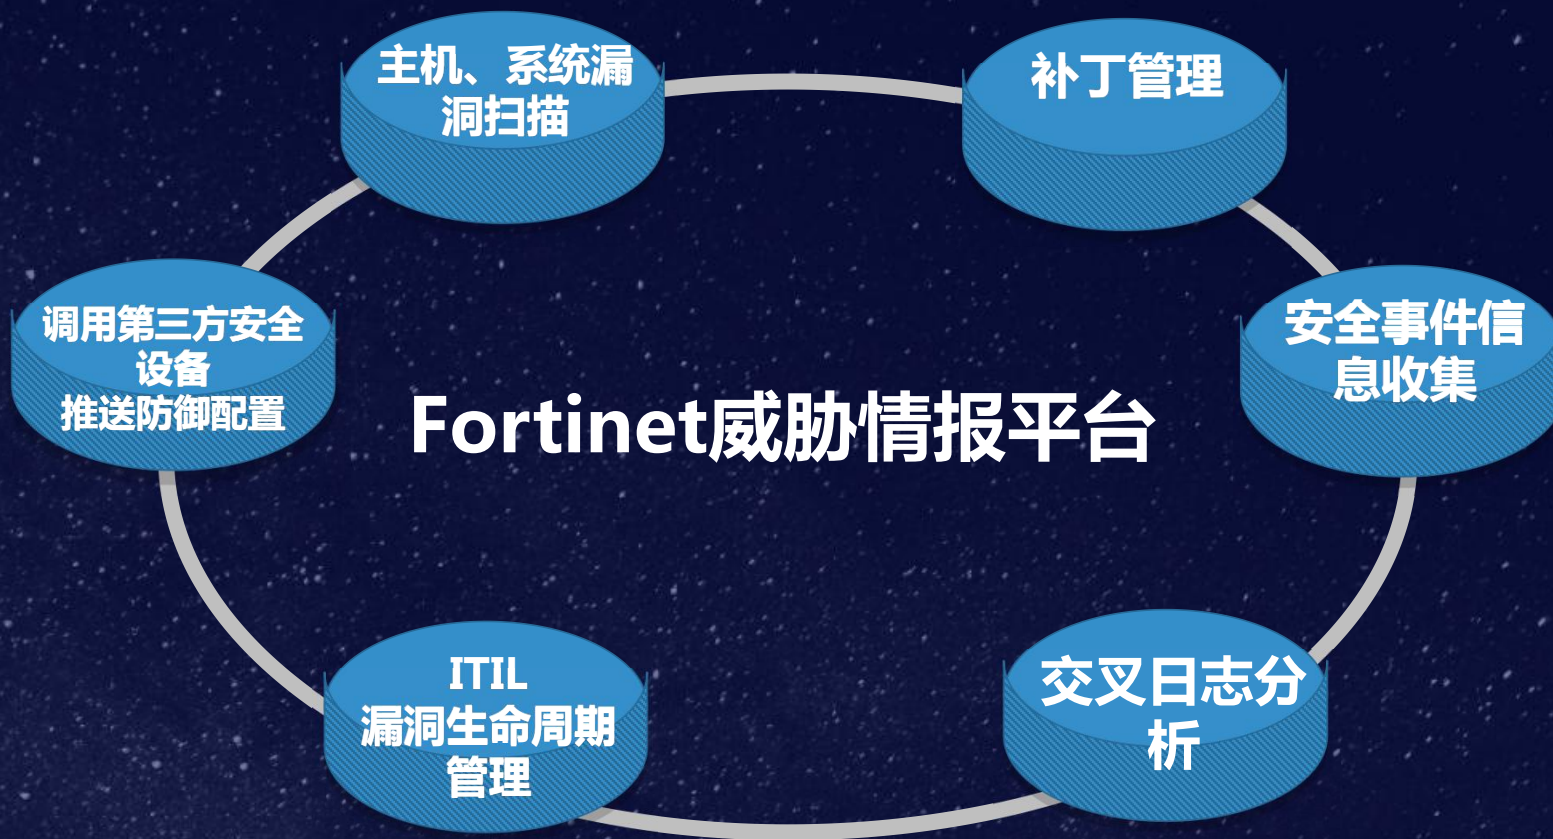 主机、系统漏
洞扫描
补丁管理
调用第三方安全
设备
推送防御配置
安全事件信
息收集
Fortinet威胁情报平台
ITIL
漏洞生命周期
管理
交叉日志分
析